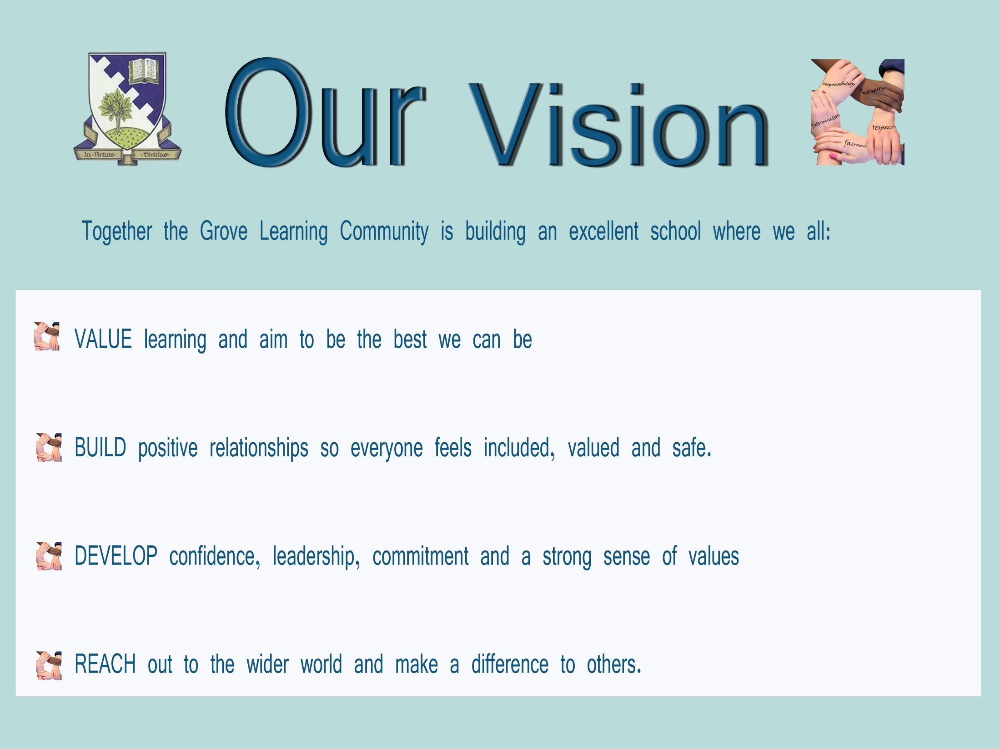 Our Vision
In Virtute Divitiae
responsibility
honesty
Determination
respect
fairness
Together the Grove Learning Community is building an excellent school where we all:
VALUE learning and aim to be the best we can be
BUILD positive relationships so everyone feels included, valued and safe.
DEVELOP confidence, leadership, commitment and a strong sense of values
REACH out to the wider world and make a difference to others.